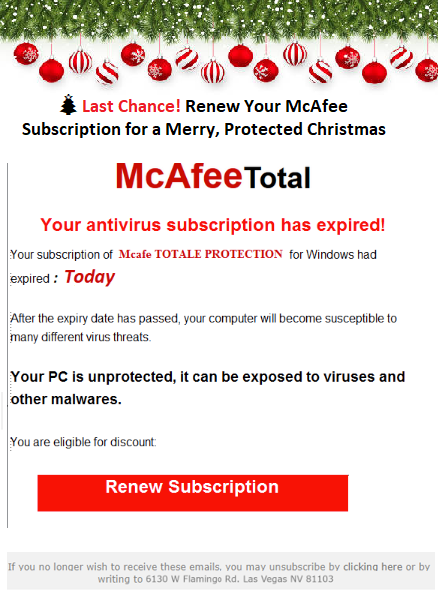 Last Chance! Renew Your McAfee
Subscription for a Merry, Protected Christmas
McAfee Total
Your antivirus subscription has expired!
Your subscription of Mcafe TOTALE PROTECTION for Windows had
expired : Today
After the expiry date has passed, your computer will become susceptible to
many different virus threats.
Your PC is unprotected, it can be exposed to viruses and
other malwares.
You are eligible for discount:
Renew Subscription
If you no longer wish to receive these emails, you may unsubscribe by clicking here or by
writing to 6130 W Flamingo Rd. Las Vegas NV 81103